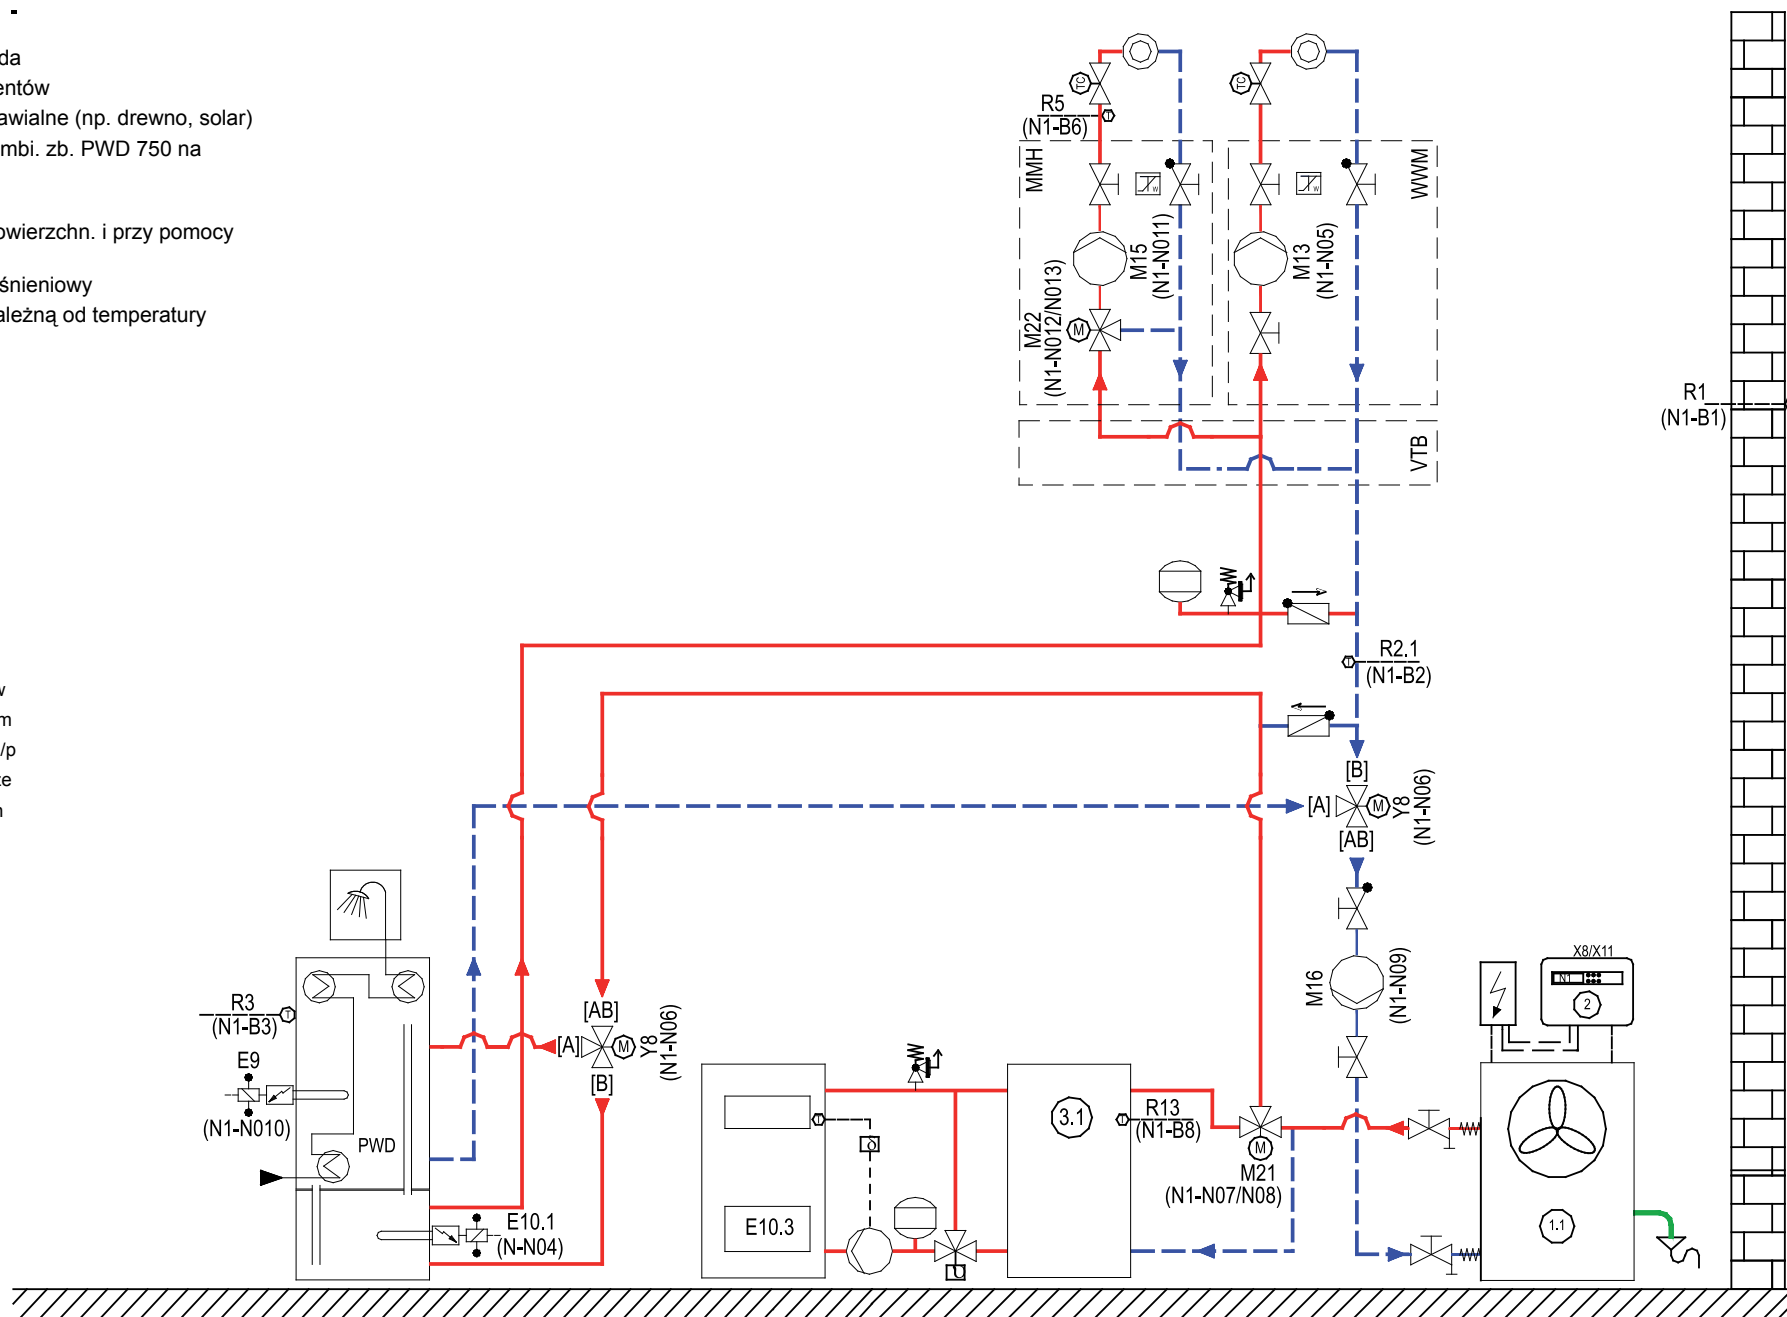 da
entów
awialne (np. drewno, solar)
mbi. zb. PWD 750 na
owierzchn. i przy pomocy
śnieniowy
ależną od temperatury
w
m
/p
ze
h
TC
TC
R5
(N1-B6)
MMH
WWM
M15
(N1-N011)
M13
(N1-N05)
M
M22
(N1-N012/N013)
VTB
R1
(N1-B1)
T
R2.1
(N1-B2)
[B]
[A]
M
Y8
(N1-N06)
[AB]
M16
(N1-N09)
X8/X11
N1
2
R3
(N1-B3)
T
[AB]
[A]
M
Y8
(N1-N06)
[B]
E9
(N1-N010)
PWD
E10.1
(N-N04)
E10.3
3.1
R13
(N1-B8)
M
M21
(N1-N07/N08)
1.1